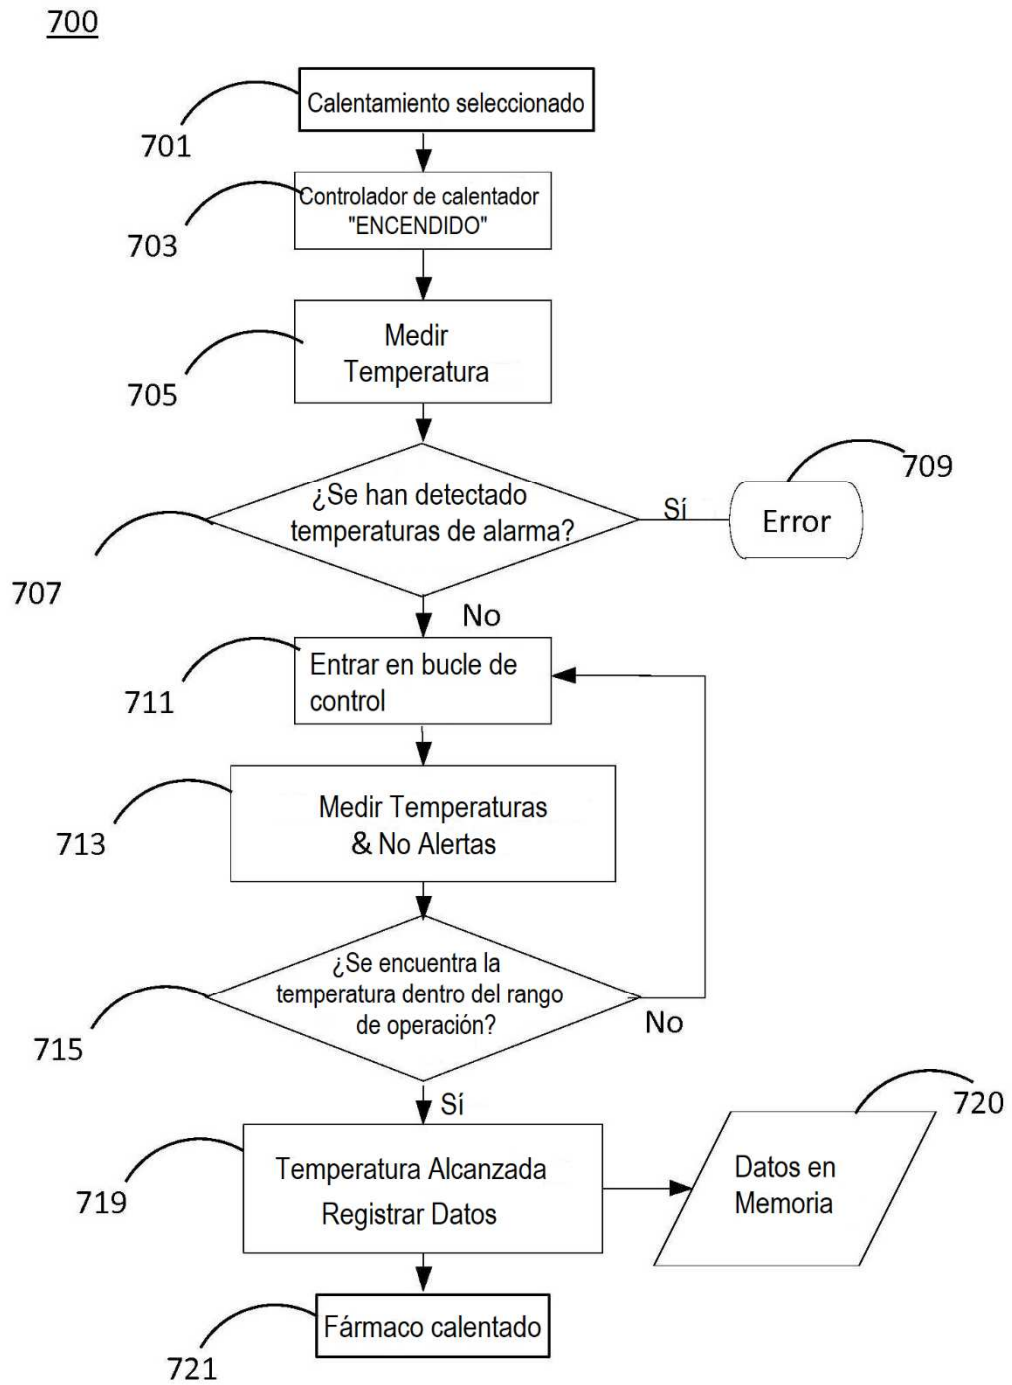 700
Calentamiento seleccionado
701
Controlador de calentador
"ENCENDIDO"
703
Medir
Temperatura
705
709
¿Se han detectado
temperaturas de alarma?
Sí
Error
707
No
Entrar en bucle de
control
711
Medir Temperaturas
& No Alertas
713
¿Se encuentra la
temperatura dentro del rango
de operación?
No
715
Sí
720
Temperatura Alcanzada
Registrar Datos
Datos en
Memoria
719
Fármaco calentado
721